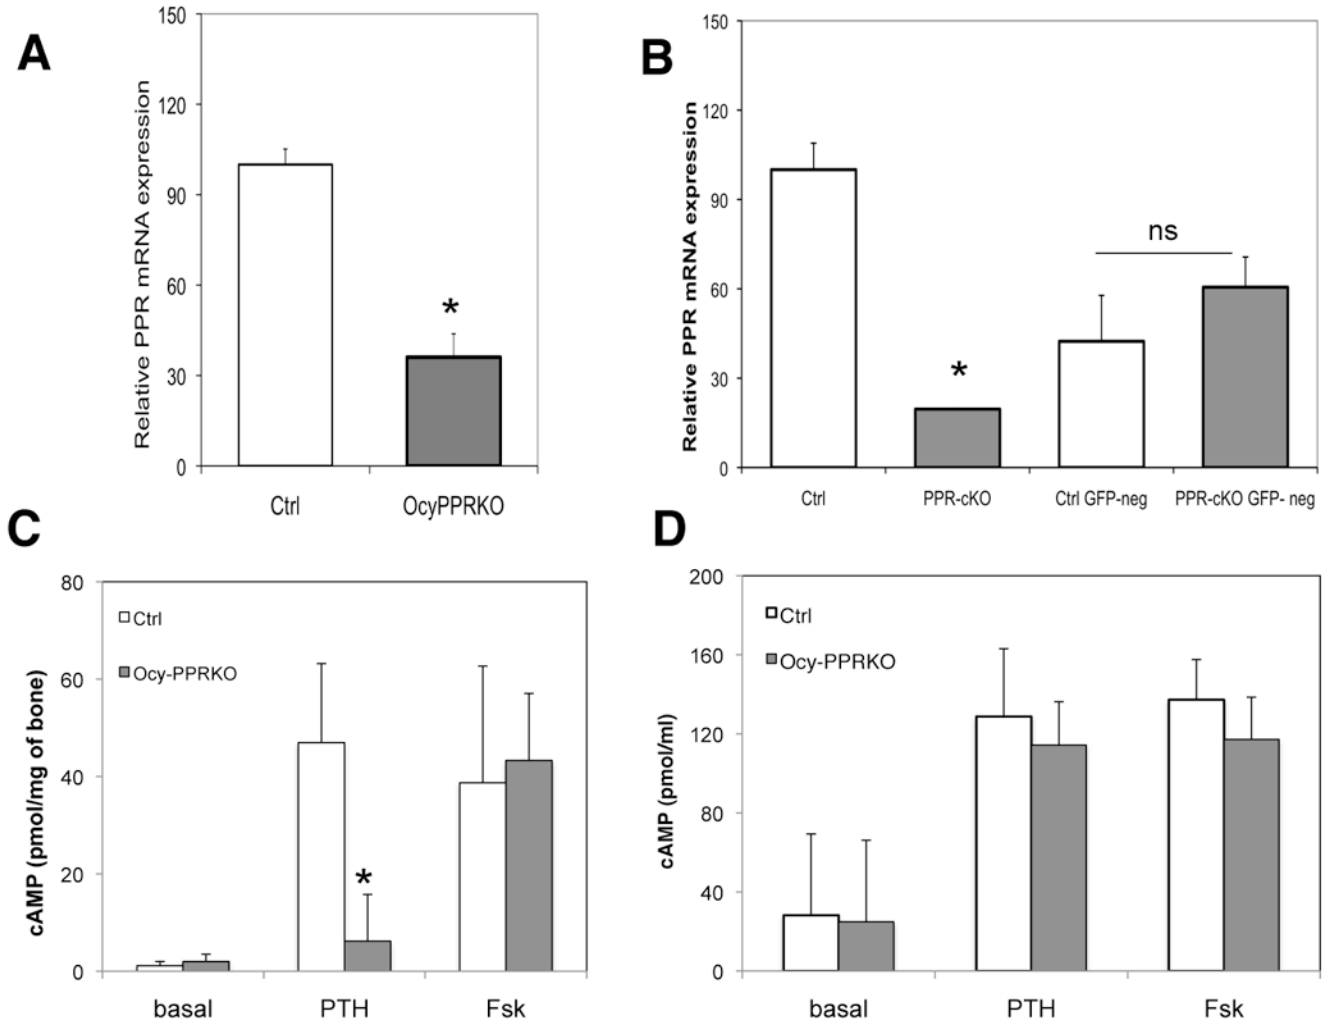 A
Relative PPR mRNA expression
150
120
90
60
30
0
*
Ctrl
OcyPPRKO
B
Relative PPR mRNA expression
150
120
90
60
30
0
*
ns
Ctrl
PPR-cKO
Ctrl GFP-neg
PPR-cKO GFP- neg
C
cAMP (pmol/mg of bone)
80
60
40
20
0
Ctrl
Ocy-PPRKO
*
basal
PTH
Fsk
D
cAMP (pmol/ml)
200
160
120
80
40
0
Ctrl
Ocy-PPRKO
basal
PTH
Fsk